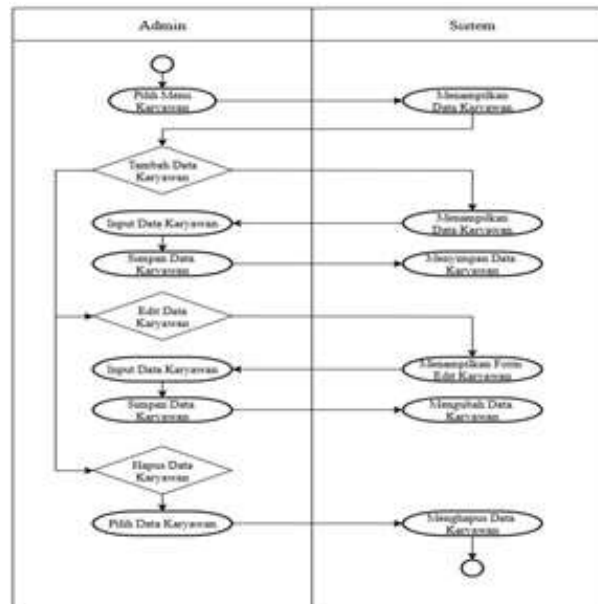 Admin
Sistem
Pilih Menu
Karyawan
Menampilkan
Data Karyawan
Tambah Data
Karyawan
Input Data Karyawan
Menampilkan
Data Karyawan
Simpan Data
Karyawan
Menyimpan Data
Karyawan
Edit Data
Karyawan
Input Data Karyawan
Menampilkan Form
Edit Karyawan
Simpan Data
Karyawan
Mengubah Data
Karyawan
Hapus Data
Karyawan
Pilih Data Karyawan
Menghapus Data
Karyawan